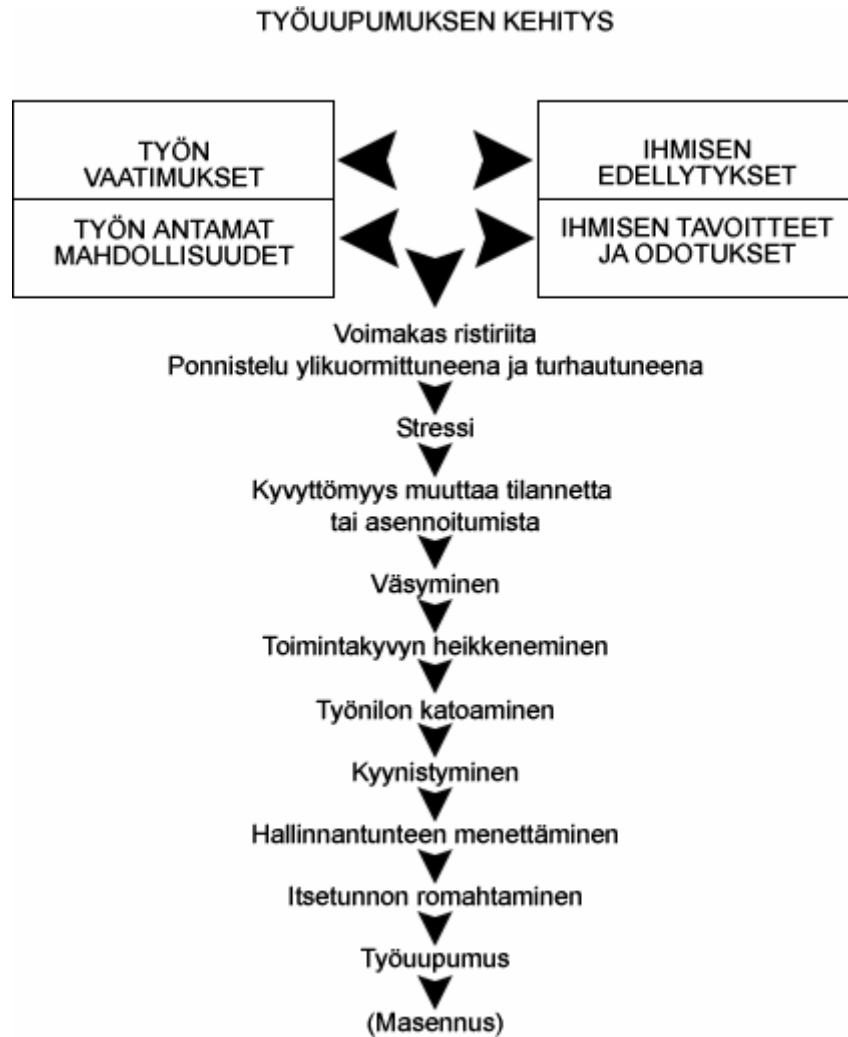 TYÖUUPUMUKSEN KEHITYS
TYÖN
VAATIMUKSET
IHMISEN
EDELLYTYKSET
TYÖN ANTAMAT
MAHDOLLISUUDET
IHMISEN TAVOITTEET
JA ODOTUKSET
Voimakas ristiriita
Ponnistelu ylikuormittuneena ja turhautuneena
Stressi
Kyvyttömyys muuttaa tilannetta
tai asennoitumista
Väsyminen
Toimintakyvyn heikkeneminen
Työnilon katoaminen
Kyynistyminen
Hallinnantunteen menettäminen
Itsetunnon romahtaminen
Työuupumus
(Masennus)